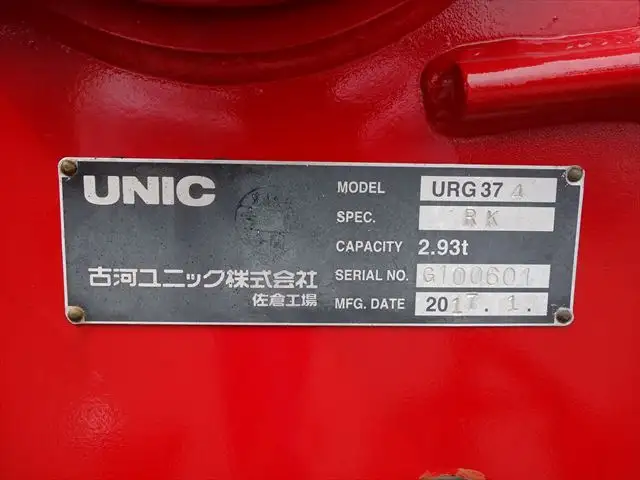 UNIC
MODEL URG37 4
SPEC. RK
CAPACITY 2.93t
古河ユニック株式会社
SERIAL NO. G100601
佐倉工場
MFG. DATE 2017.1.